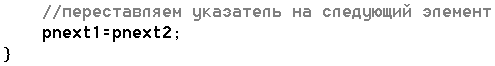 //переставляем указатель на следующий элемент
pnext1=pnext2;
}